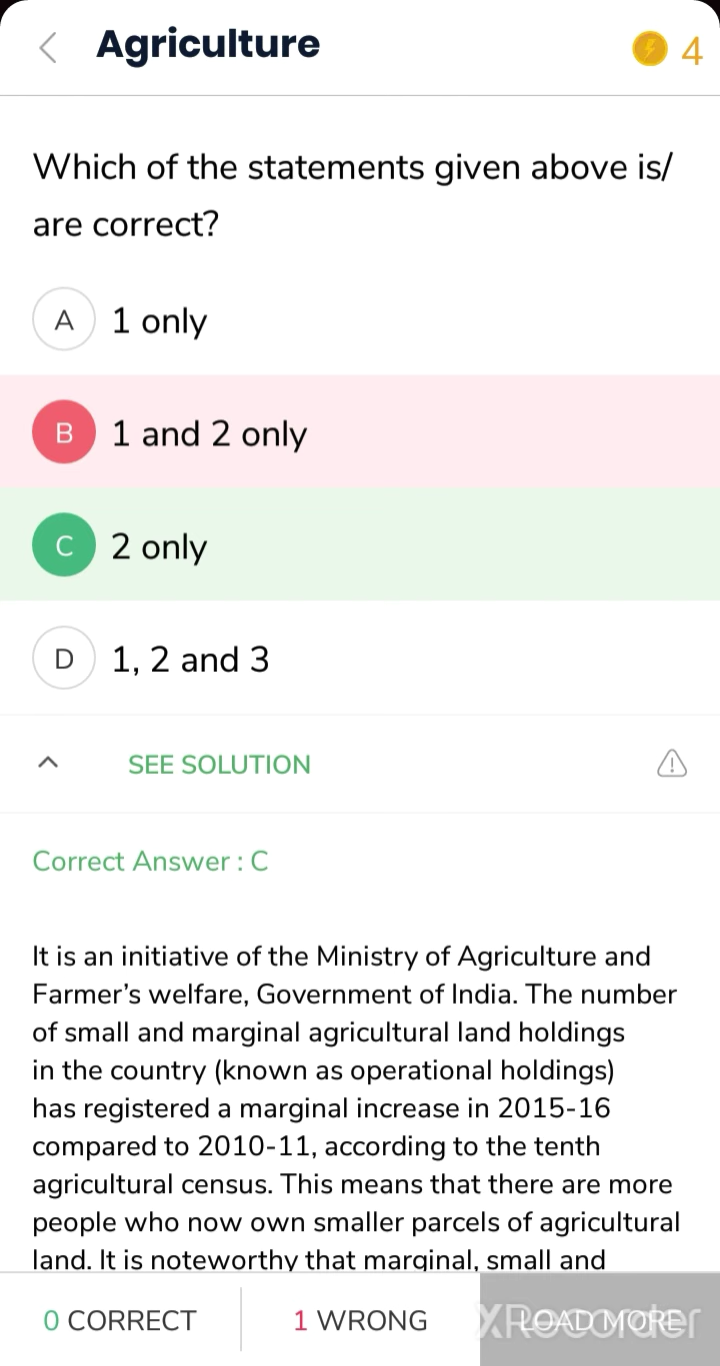 Agriculture
4
Which of the statements given above is/
are correct?
A 1 only
B 1 and 2 only
C 2 only
D 1, 2 and 3
SEE SOLUTION
Correct Answer : C
It is an initiative of the Ministry of Agriculture and
Farmer’s welfare, Government of India. The number
of small and marginal agricultural land holdings
in the country (known as operational holdings)
has registered a marginal increase in 2015-16
compared to 2010-11, according to the tenth
agricultural census. This means that there are more
people who now own smaller parcels of agricultural
land. It is noteworthy that marginal, small and
0 CORRECT 1 WRONG LOAD MORE
XRecorder